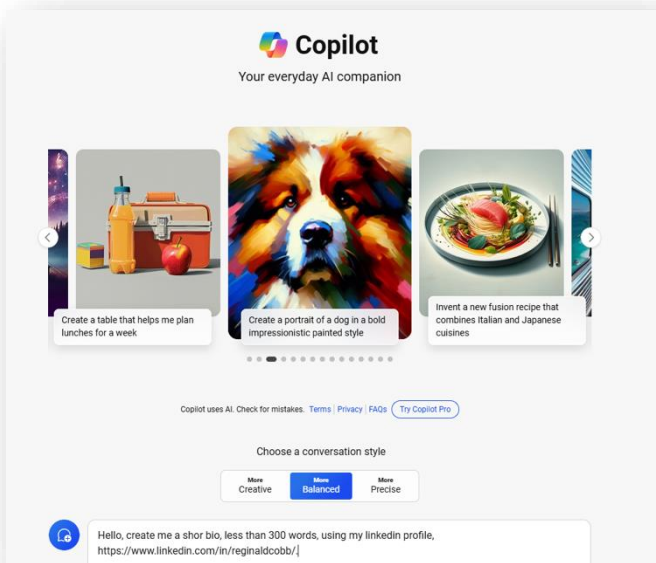 Copilot
Your everyday AI companion
Create a table that helps me plan
lunches for a week
Create a portrait of a dog in a bold
impressionistic painted style
Invent a new fusion recipe that
combines Italian and Japanese
cuisines
Copilot uses AI. Check for mistakes. Terms | Privacy | FAQs Try Copilot Pro
Choose a conversation style
More
Creative
More
Balanced
More
Precise
Hello, create me a shor bio, less than 300 words, using my linkedin profile,
https://www.linkedin.com/in/reginaldcobb/.